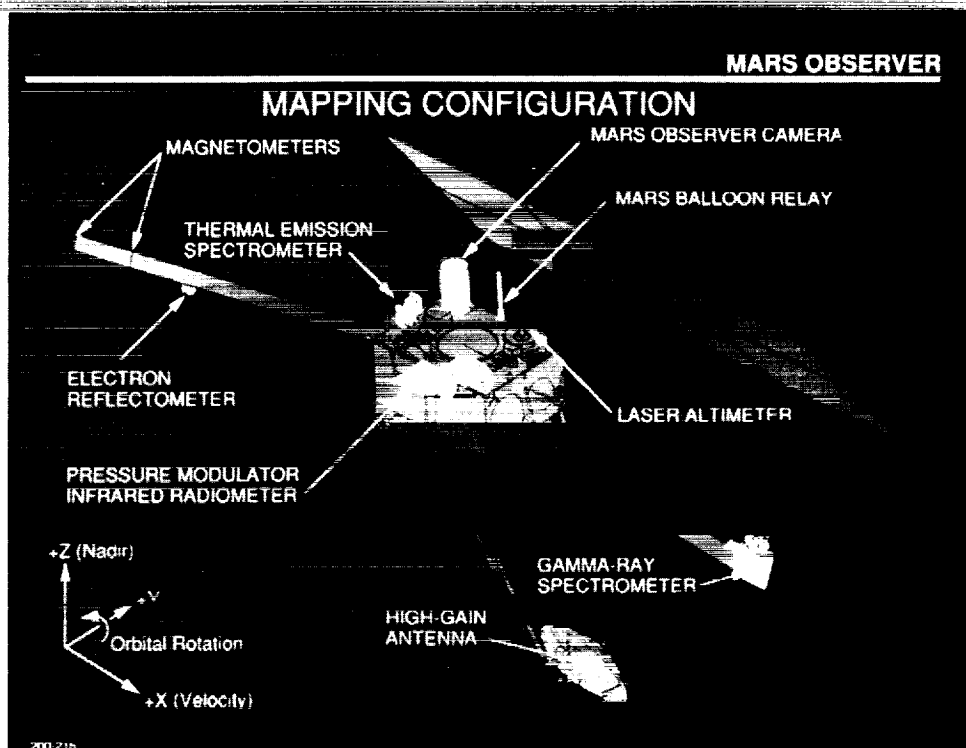 MARS OBSERVER
MAPPING CONFIGURATION
MAGNETOMETERS
MARS OBSERVER CAMERA
MARS BALLOON RELAY
THERMAL EMISSION
SPECTROMETER
ELECTRON
REFLECTOMETER
LASER ALTIMETER
PRESSURE MODULATOR
INFRARED RADIOMETER
+Z (Nadir)
+Y
Orbital Rotation
+X (Velocity)
GAMMA-RAY
SPECTROMETER
HIGH-GAIN
ANTENNA